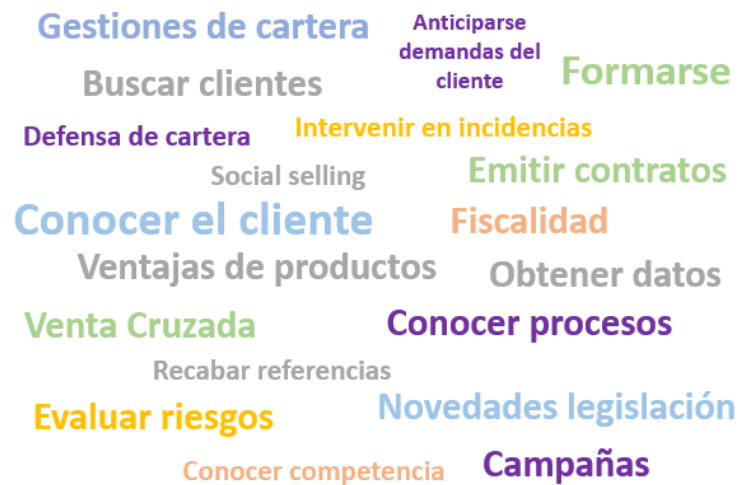 Gestiones de cartera
Anticiparse
demandas del
cliente
Formarse
Buscar clientes
Defensa de cartera
Intervenir en incidencias
Social selling
Emitir contratos
Conocer el cliente
Fiscalidad
Ventajas de productos
Obtener datos
Venta Cruzada
Conocer procesos
Recabar referencias
Novedades legislación
Evaluar riesgos
Conocer competencia
Campañas